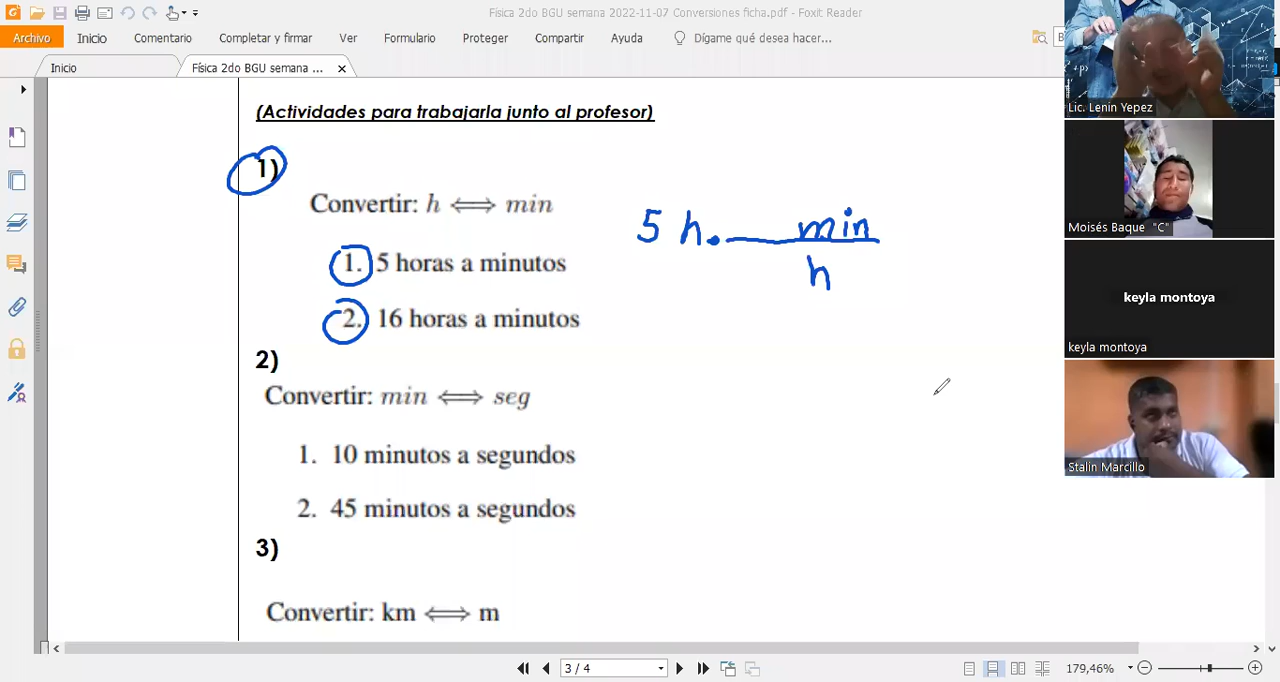 Física 2do BGU semana 2022-11-07 Conversiones ficha.pdf - Foxit Reader
Archivo Inicio Comentario Completar y firmar Ver Formulario Proteger Compartir Ayuda Dígame qué desea hacer...
Inicio Física 2do BGU semana ...
(Actividades para trabajarla junto al profesor)
1)
Convertir: h ⟺ min
5 h. min
h
1. 5 horas a minutos
2. 16 horas a minutos
2)
Convertir: min ⟺ seg
1. 10 minutos a segundos
2. 45 minutos a segundos
3)
Convertir: km ⟺ m
Lic. Lenin Yepez
Moisés Baque "C"
keyla montoya
keyla montoya
Stalin Marcillo
3 / 4
179,46%